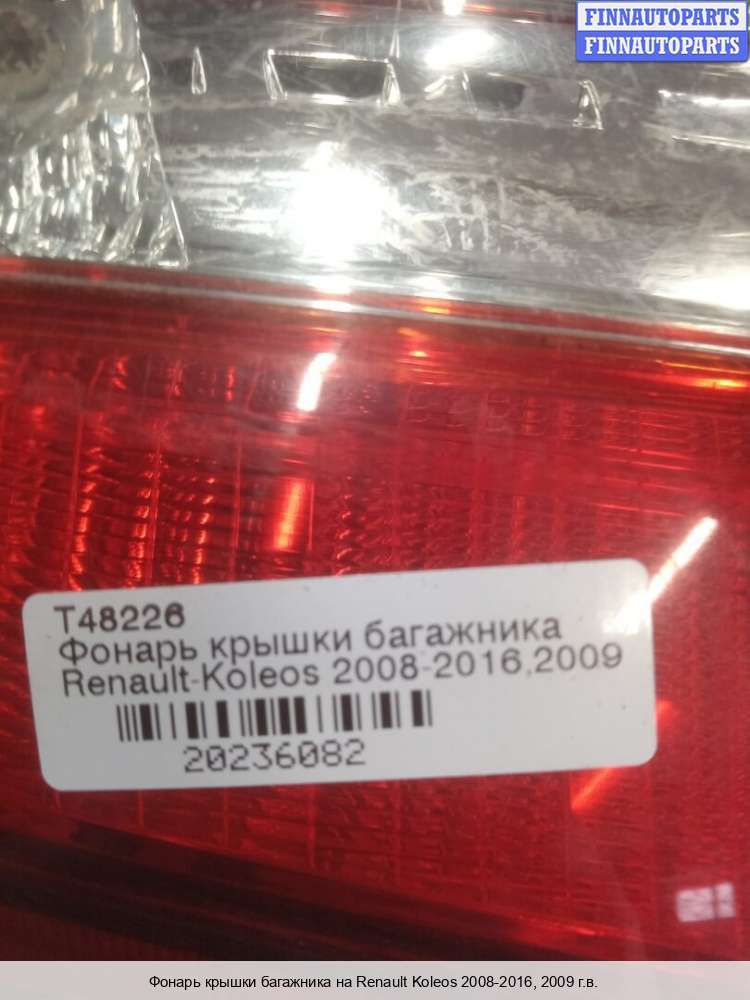 FINNAUTOPARTS
FINNAUTOPARTS
T48226
Фонарь крышки багажника
Renault-Koleos 2008-2016,2009
20236082
Фонарь крышки багажника на Renault Koleos 2008-2016, 2009 г.в.